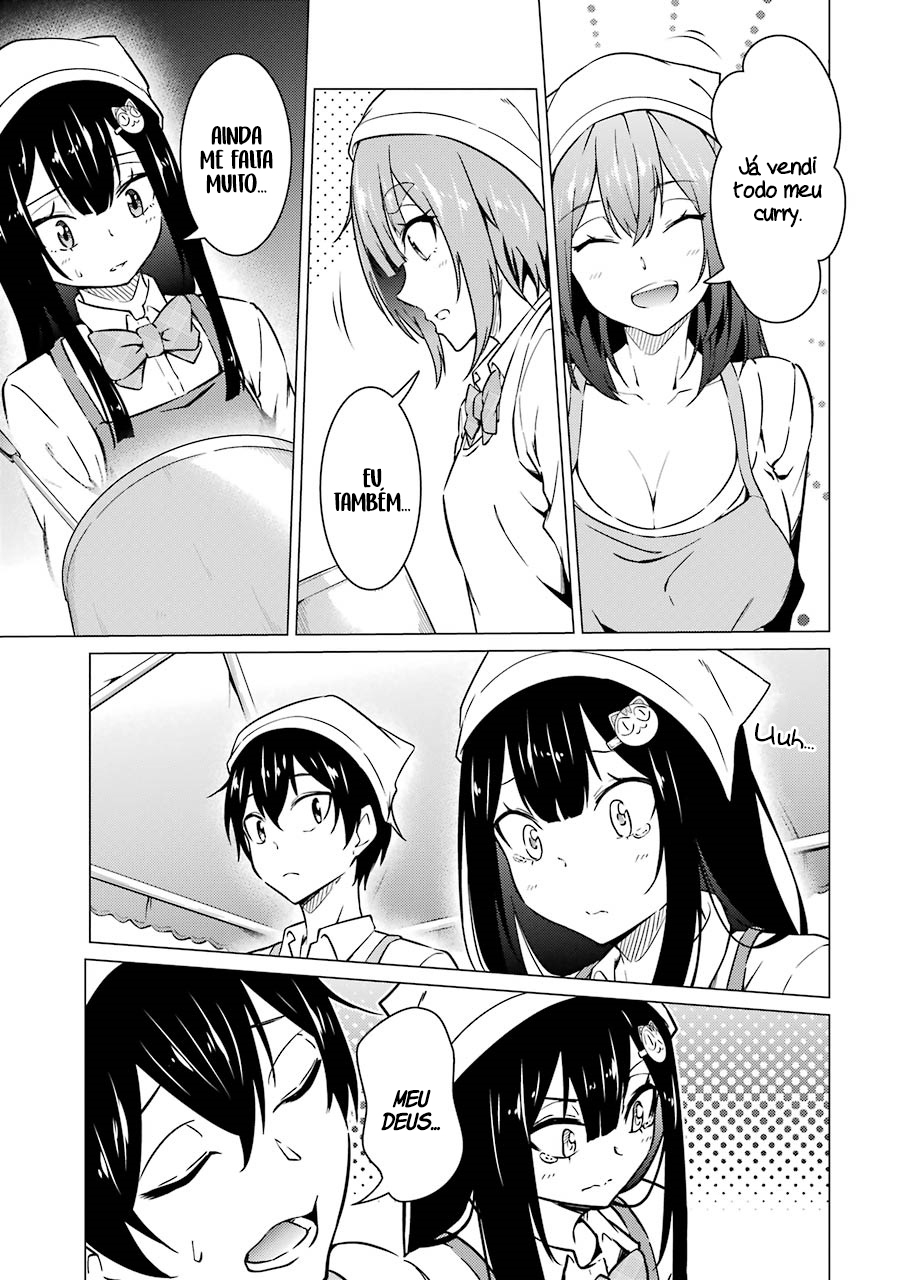 Já vendi
todo meu
curry.
EU
TAMBÉM...
AINDA
ME FALTA
MUITO...
Uuh...
MEU
DEUS...